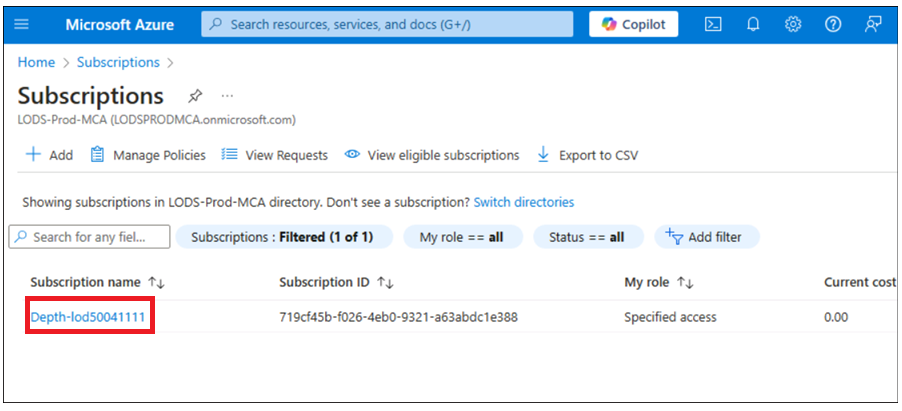 Microsoft Azure
Search resources, services, and docs (G+/)
Copilot
Home > Subscriptions >
Subscriptions
LODS-Prod-MCA (LODSPRODMCA.onmicrosoft.com)
Add
Manage Policies
View Requests
View eligible subscriptions
Export to CSV
Showing subscriptions in LODS-Prod-MCA directory. Don't see a subscription? Switch directories
Search for any fiel...
Subscriptions : Filtered (1 of 1)
My role == all
Status == all
Add filter
Subscription name ↑↓ Subscription ID ↑↓ My role ↑↓ Current cost
Depth-lod50041111 719cf45b-f026-4eb0-9321-a63abdc1e388 Specified access 0.00